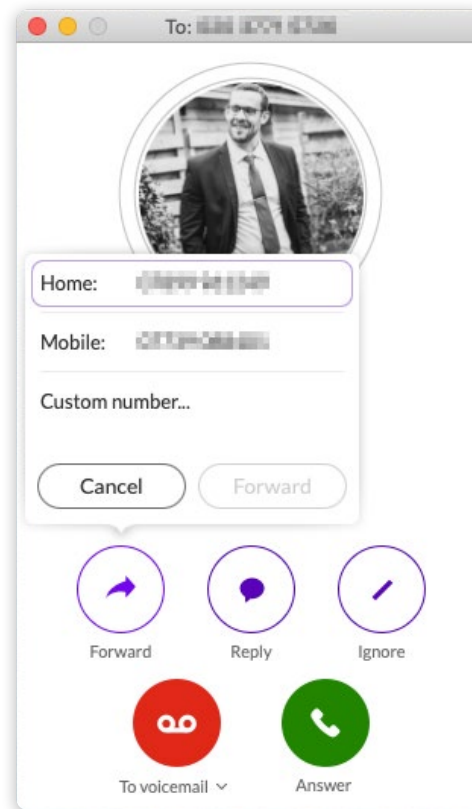 To:
Home:
Mobile:
Custom number...
Cancel Forward
Forward Reply Ignore
To voicemail Answer